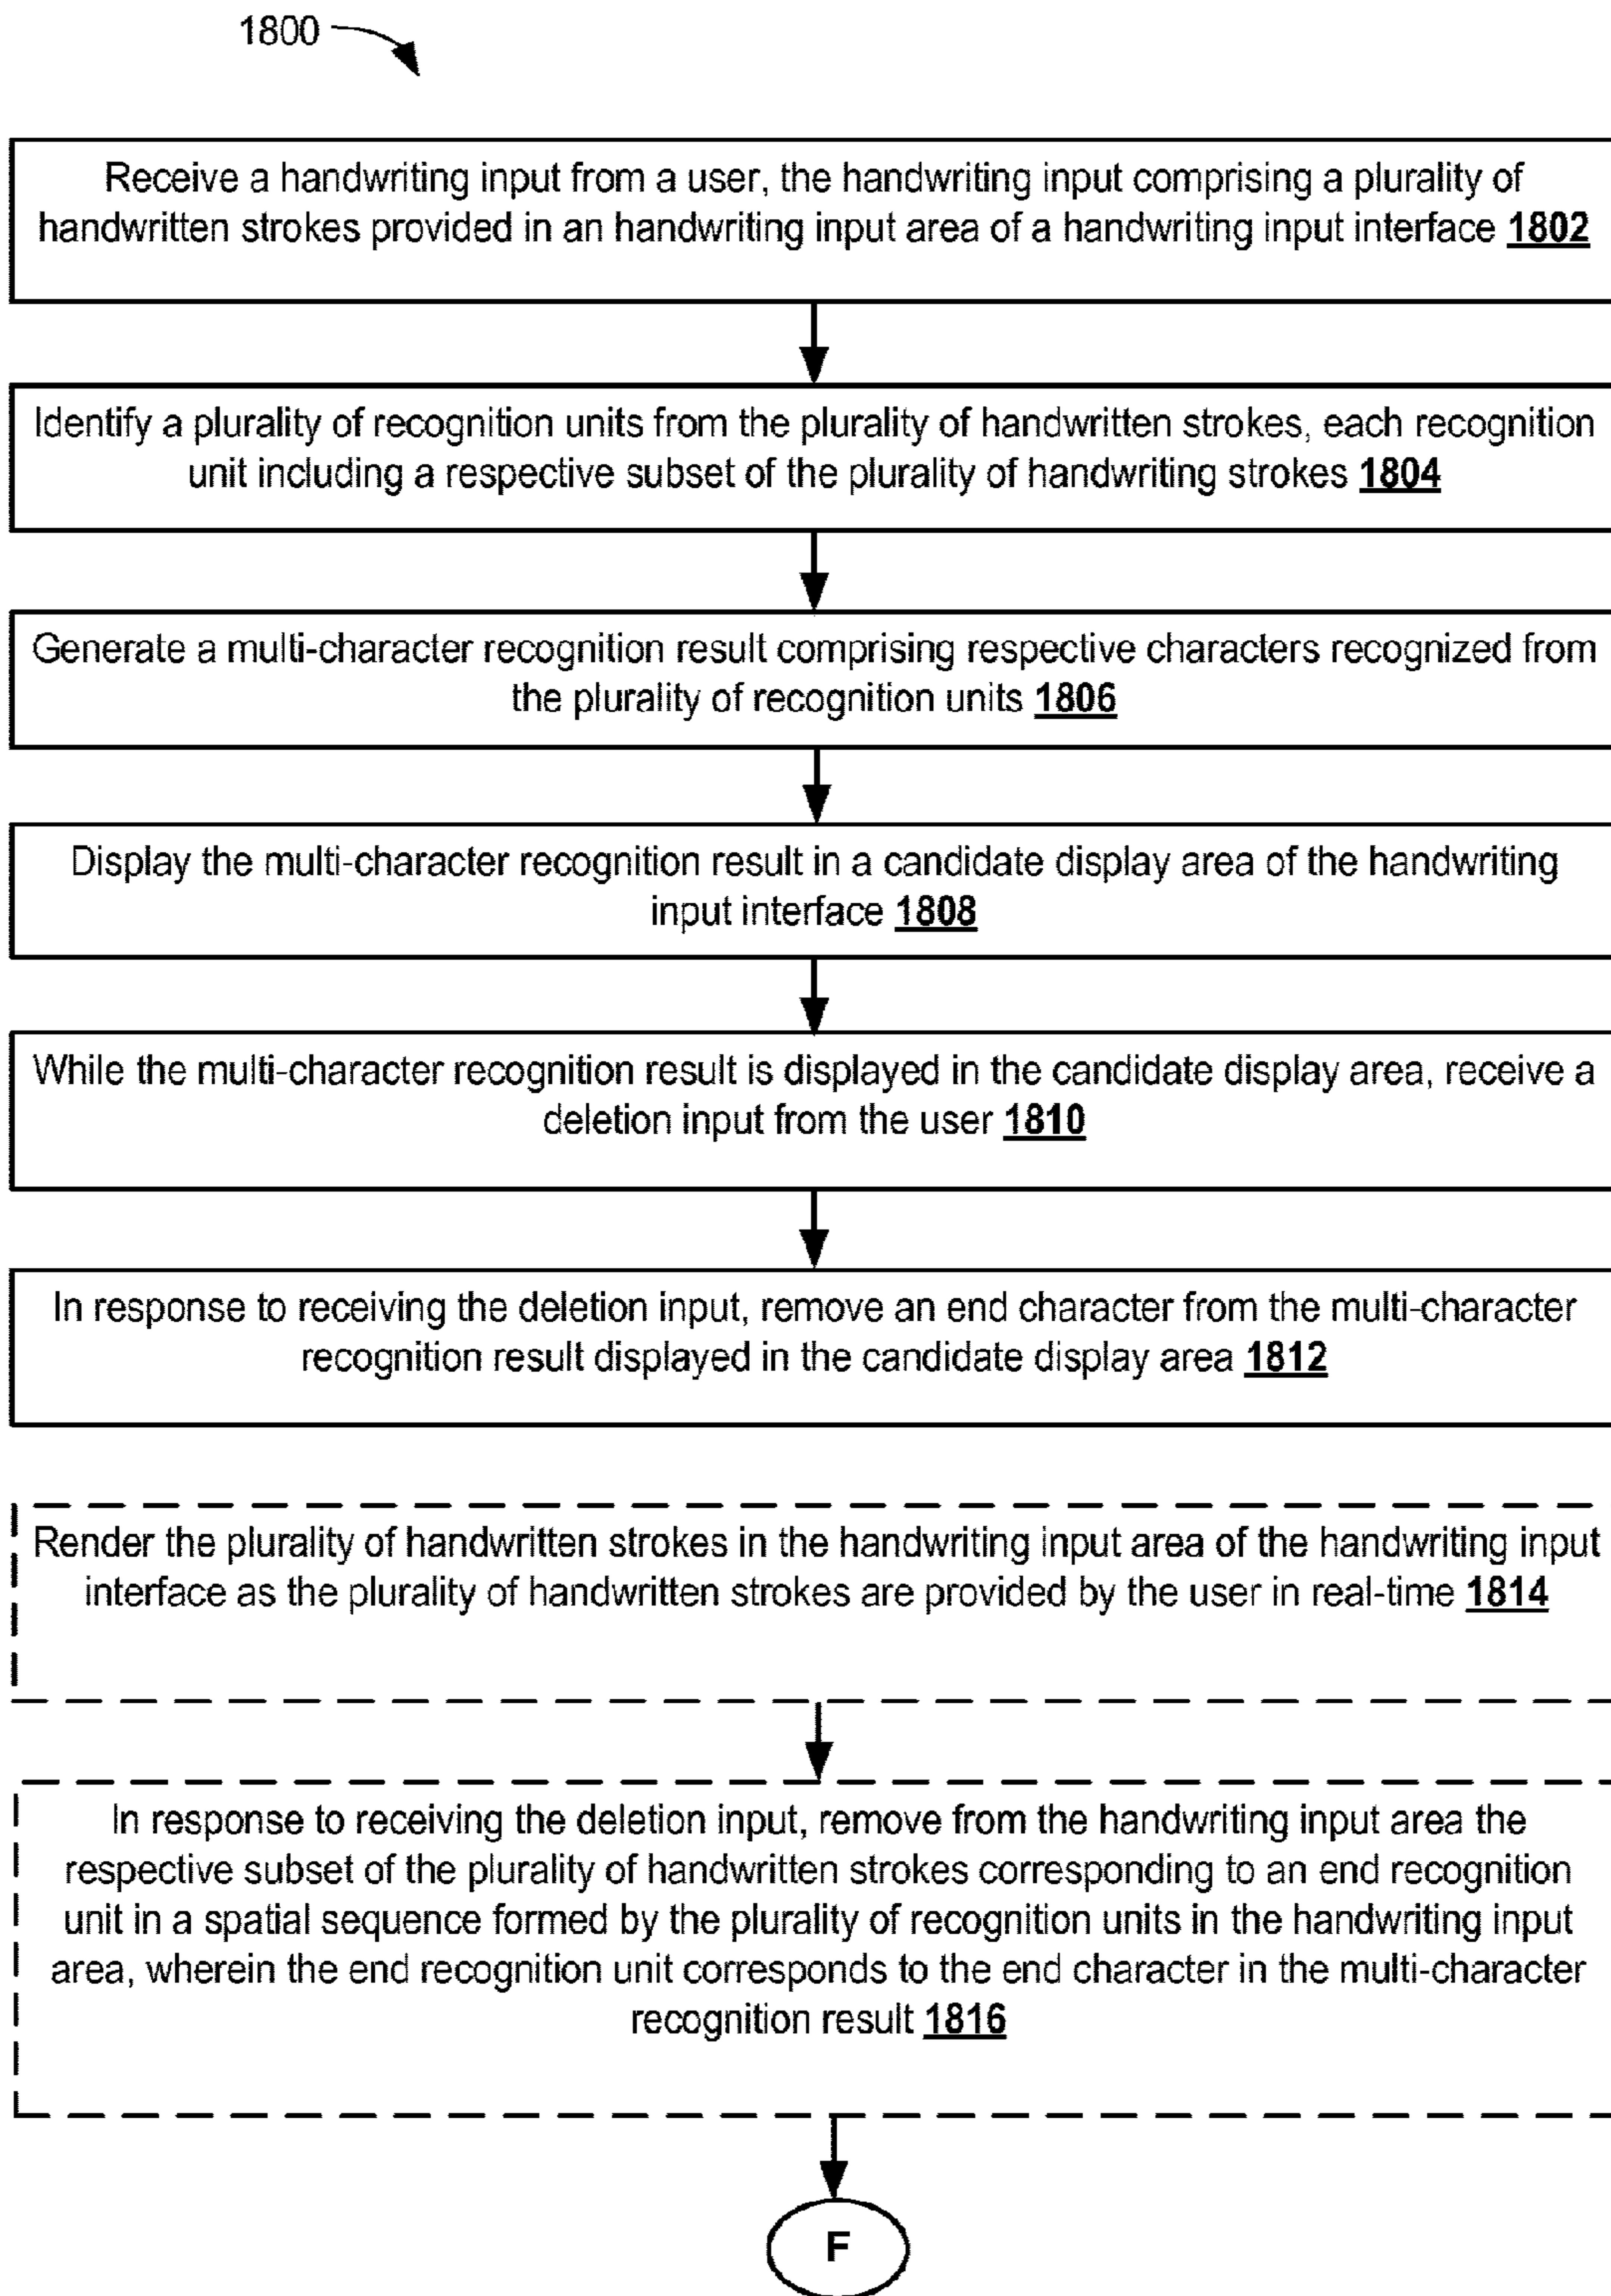 1800
Receive a handwriting input from a user, the handwriting input comprising a plurality of
handwritten strokes provided in an handwriting input area of a handwriting input interface 1802
Identify a plurality of recognition units from the plurality of handwritten strokes, each recognition
unit including a respective subset of the plurality of handwriting strokes 1804
Generate a multi-character recognition result comprising respective characters recognized from
the plurality of recognition units 1806
Display the multi-character recognition result in a candidate display area of the handwriting
input interface 1808
While the multi-character recognition result is displayed in the candidate display area, receive a
deletion input from the user 1810
In response to receiving the deletion input, remove an end character from the multi-character
recognition result displayed in the candidate display area 1812
Render the plurality of handwritten strokes in the handwriting input area of the handwriting input
interface as the plurality of handwritten strokes are provided by the user in real-time 1814
In response to receiving the deletion input, remove from the handwriting input area the
respective subset of the plurality of handwritten strokes corresponding to an end recognition
unit in a spatial sequence formed by the plurality of recognition units in the handwriting input
area, wherein the end recognition unit corresponds to the end character in the multi-character
recognition result 1816
F